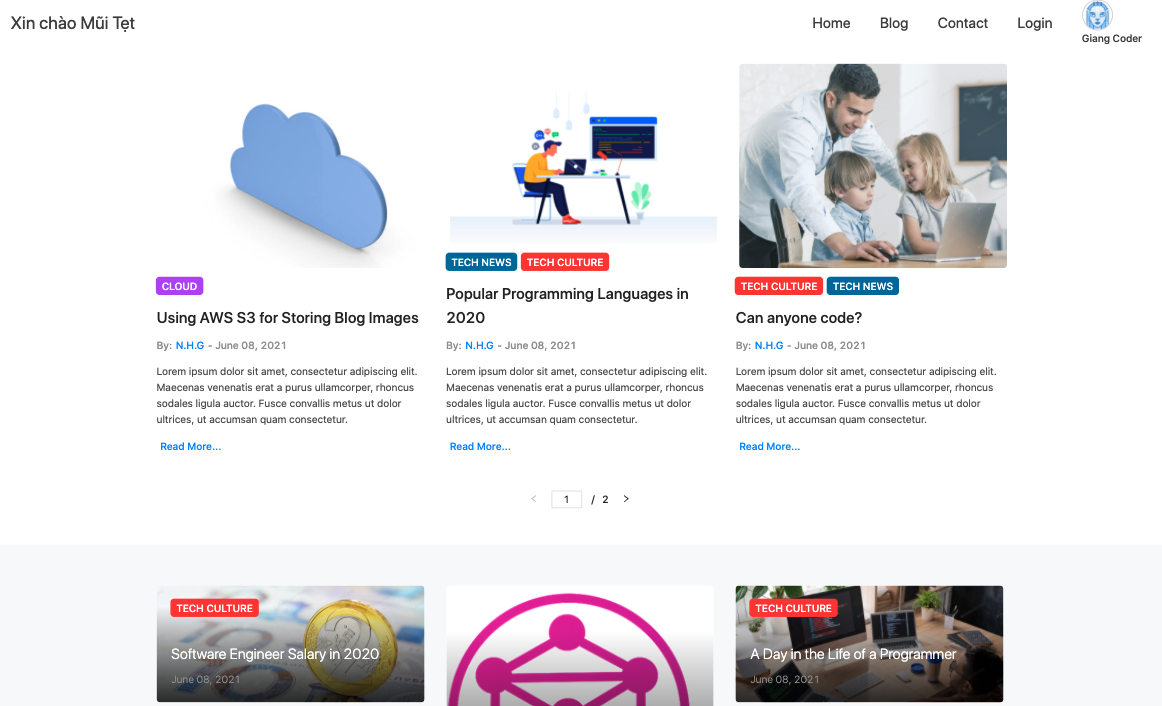 Xin chào Mũi Tẹt
Home
Blog
Contact
Login
Giang Coder
CLOUD
Using AWS S3 for Storing Blog Images
By: N.H.G - June 08, 2021
Lorem ipsum dolor sit amet, consectetur adipiscing elit.
Maecenas venenatis erat a purus ullamcorper, rhoncus
sodales ligula auctor. Fusce convallis metus ut dolor
ultrices, ut accumsan quam consectetur.
Read More...
TECH NEWS TECH CULTURE
Popular Programming Languages in
2020
By: N.H.G - June 08, 2021
Lorem ipsum dolor sit amet, consectetur adipiscing elit.
Maecenas venenatis erat a purus ullamcorper, rhoncus
sodales ligula auctor. Fusce convallis metus ut dolor
ultrices, ut accumsan quam consectetur.
Read More...
TECH CULTURE TECH NEWS
Can anyone code?
By: N.H.G - June 08, 2021
Lorem ipsum dolor sit amet, consectetur adipiscing elit.
Maecenas venenatis erat a purus ullamcorper, rhoncus
sodales ligula auctor. Fusce convallis metus ut dolor
ultrices, ut accumsan quam consectetur.
Read More...
< 1 / 2 >
TECH CULTURE
Software Engineer Salary in 2020
June 08, 2021
TECH CULTURE
A Day in the Life of a Programmer
June 08, 2021